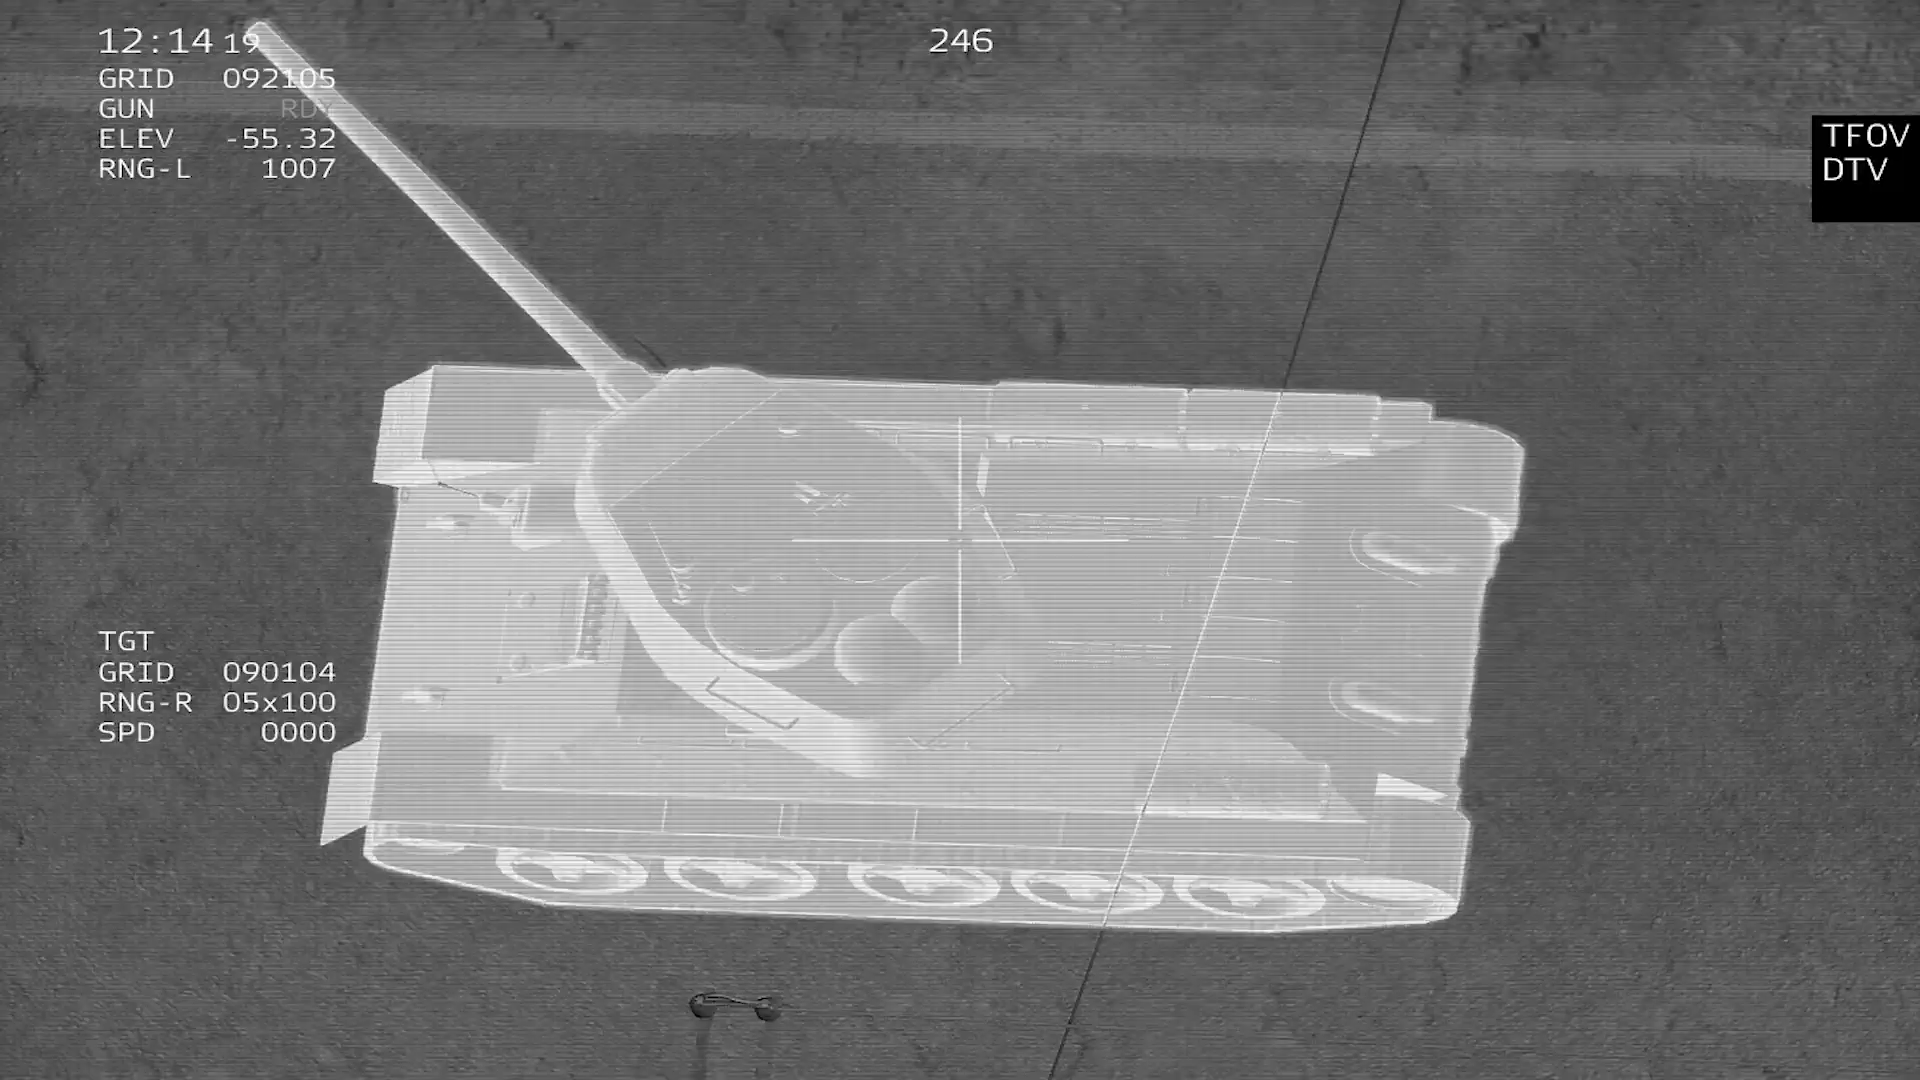 12:14 19
246
GRID 092105
GUN RDY
ELEV -55.32
RNG-L 1007
TFOV
DTV
TGT
GRID 090104
RNG-R 05x100
SPD 0000